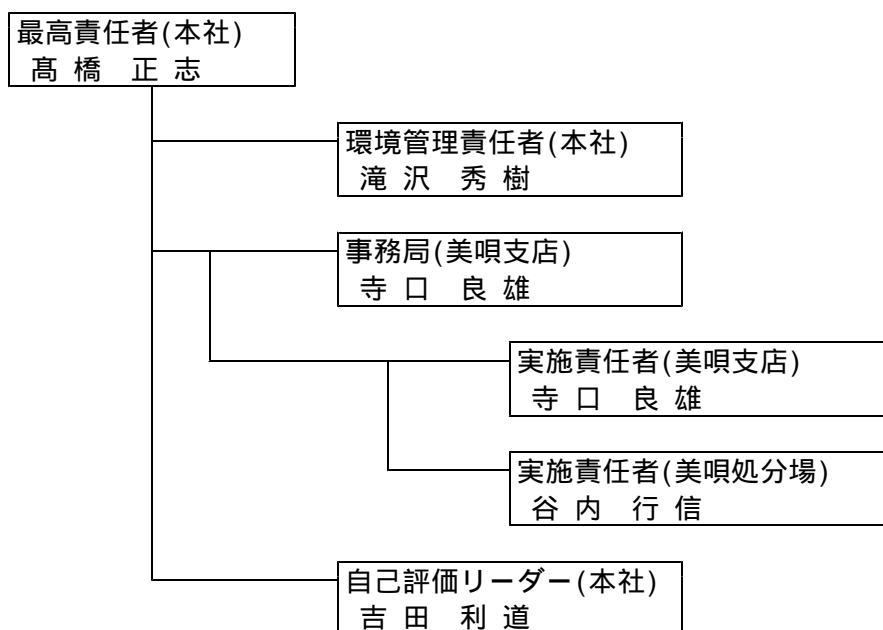 最高責任者(本社)
髙 橋　正 志
環境管理責任者(本社)
滝 沢　秀 樹
事務局(美唄支店)
寺 口　良 雄
実施責任者(美唄支店)
寺 口　良 雄
実施責任者(美唄処分場)
谷 内　行 信
自己評価リーダー(本社)
吉 田　利 道